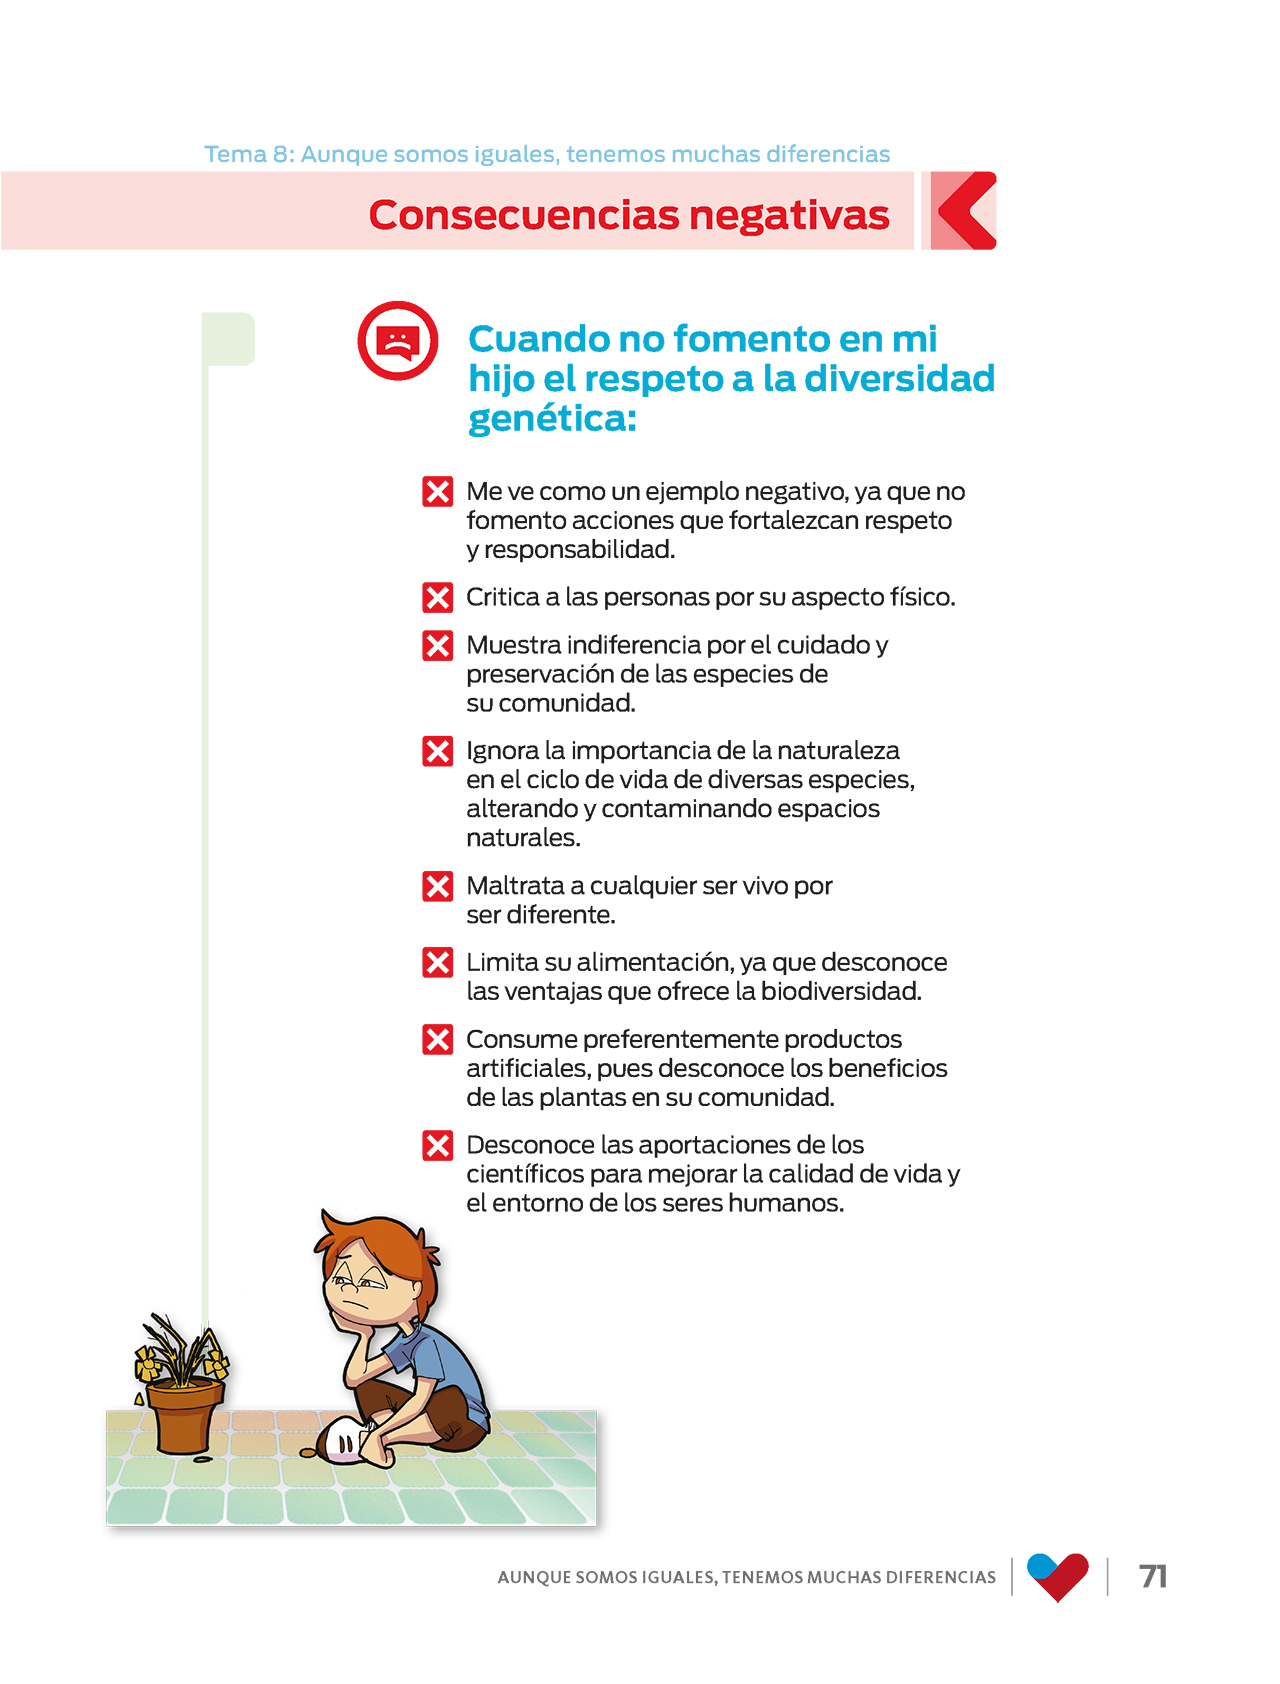 Tema 8: Aunque somos iguales, tenemos muchas diferencias
Consecuencias negativas
Cuando no fomento en mi
hijo el respeto a la diversidad
genética:
Me ve como un ejemplo negativo, ya que no
fomento acciones que fortalezcan respeto
y responsabilidad.
Critica a las personas por su aspecto físico.
Muestra indiferencia por el cuidado y
preservación de las especies de
su comunidad.
Ignora la importancia de la naturaleza
en el ciclo de vida de diversas especies,
alterando y contaminando espacios
naturales.
Maltrata a cualquier ser vivo por
ser diferente.
Limita su alimentación, ya que desconoce
las ventajas que ofrece la biodiversidad.
Consume preferentemente productos
artificiales, pues desconoce los beneficios
de las plantas en su comunidad.
Desconoce las aportaciones de los
científicos para mejorar la calidad de vida y
el entorno de los seres humanos.
AUNQUE SOMOS IGUALES, TENEMOS MUCHAS DIFERENCIAS
71